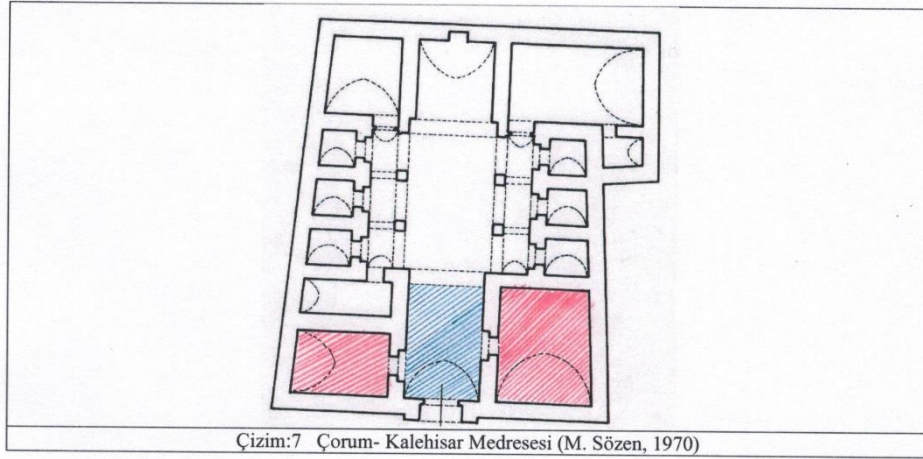 Çizim:7 Çorum- Kalehisar Medresesi (M. Sözen, 1970)